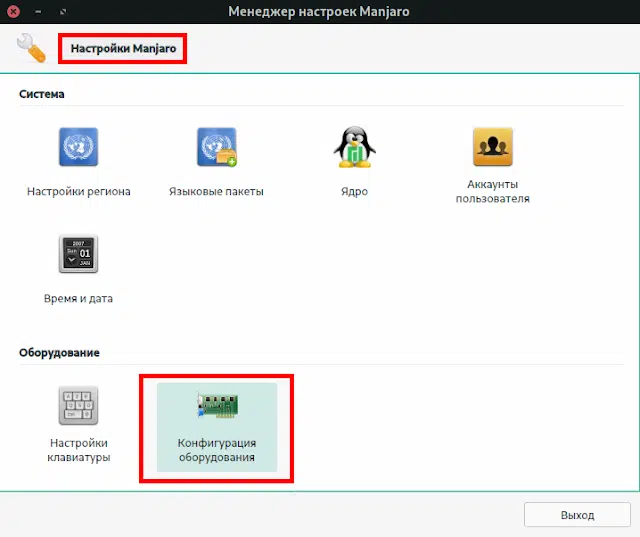 Менеджер настроек Manjaro
Настройки Manjaro
Система
Настройки региона
Языковые пакеты
Ядро
Аккаунты
пользователя
2007
Sun 01
JAN
Время и дата
Оборудование
Настройки
клавиатуры
Конфигурация
оборудования
Выход